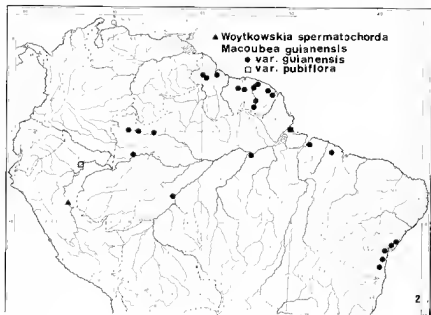 ▲ Woytkowskia spermatochorda
Macoubea guianensis
● var. guianensis
□ var. pubiflora
2